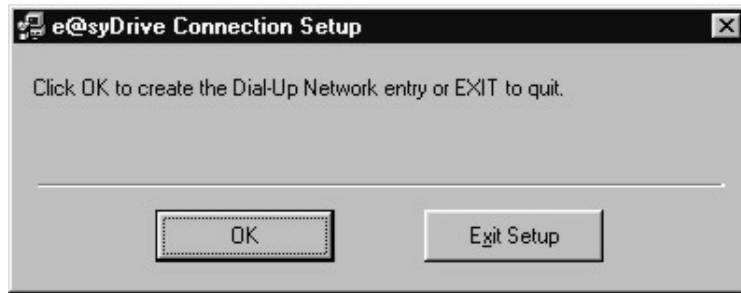 e@syDrive Connection Setup
Click OK to create the Dial-Up Network entry or EXIT to quit.
OK
Exit Setup